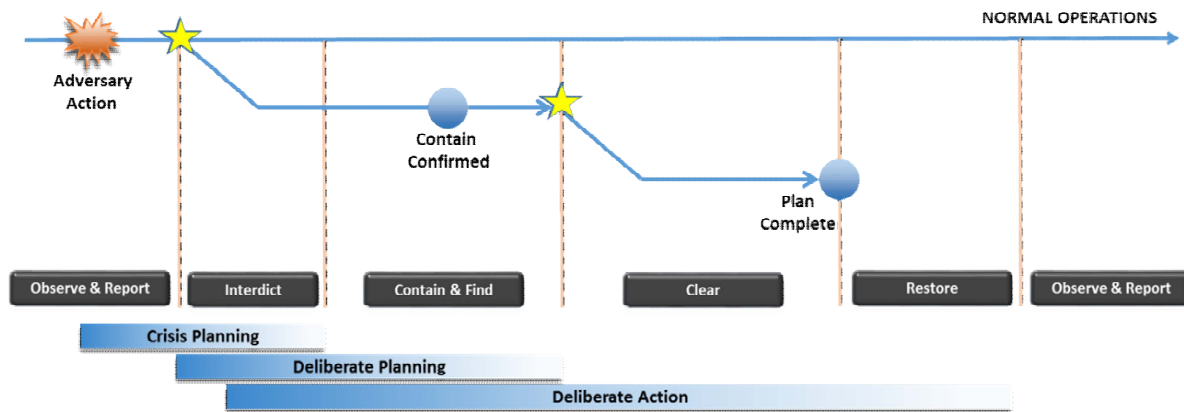 NORMAL OPERATIONS
Adversary
Action
Contain
Confirmed
Plan
Complete
Observe & Report
Interdict
Contain & Find
Clear
Restore
Observe & Report
Crisis Planning
Deliberate Planning
Deliberate Action